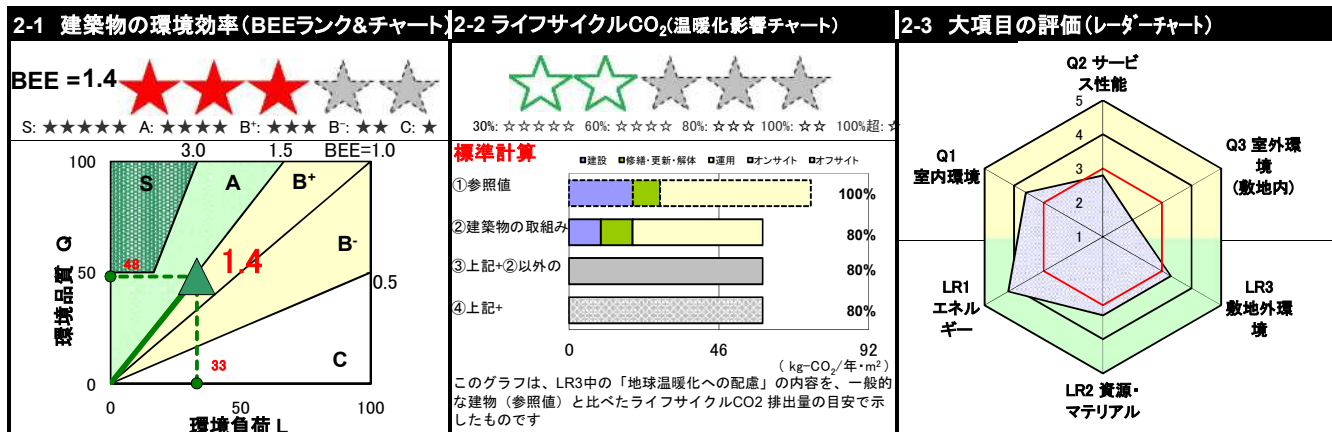 2-1 建築物の環境効率(BEEランク&チャート)
BEE = 1.4
S: ★★★★★ A: ★★★★ B+: ★★★ B-: ★★ C: ★
3.0 1.5 BEE=1.0
100
S A B+
B-
環境品質 Q
50
48
1.4
0.5
33
C
0
0 50 100
環境負荷 L
2-2 ライフサイクルCO2(温暖化影響チャート)
30%: ☆☆☆☆☆ 60%: ☆☆☆☆ 80%: ☆☆☆ 100%: ☆☆ 100%超: ☆
標準計算
■建設 ■修繕・更新・解体 □運用 ■オンサイト ■オフサイト
①参照値
100%
②建築物の取組み
80%
③上記+②以外の
80%
④上記+
80%
0 46 92
( kg-CO2/年・m²)
このグラフは、LR3中の「地球温暖化への配慮」の内容を、一般的
な建物（参照値）と比べたライフサイクルCO2 排出量の目安で示
したものです
2-3 大項目の評価(レーダーチャート)
Q2 サービ
ス性能
5
4
3
2
1
Q1
室内環境
Q3 室外環
境
(敷地内)
LR1
エネル
ギー
LR3
敷地外環
境
LR2 資源・
マテリアル